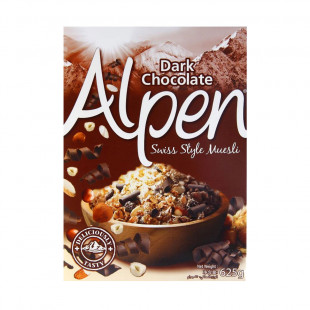 Dark
Chocolate
Alpen
Swiss Style Muesli
DELICIOUSLY
TASTY
Net Weight
625g